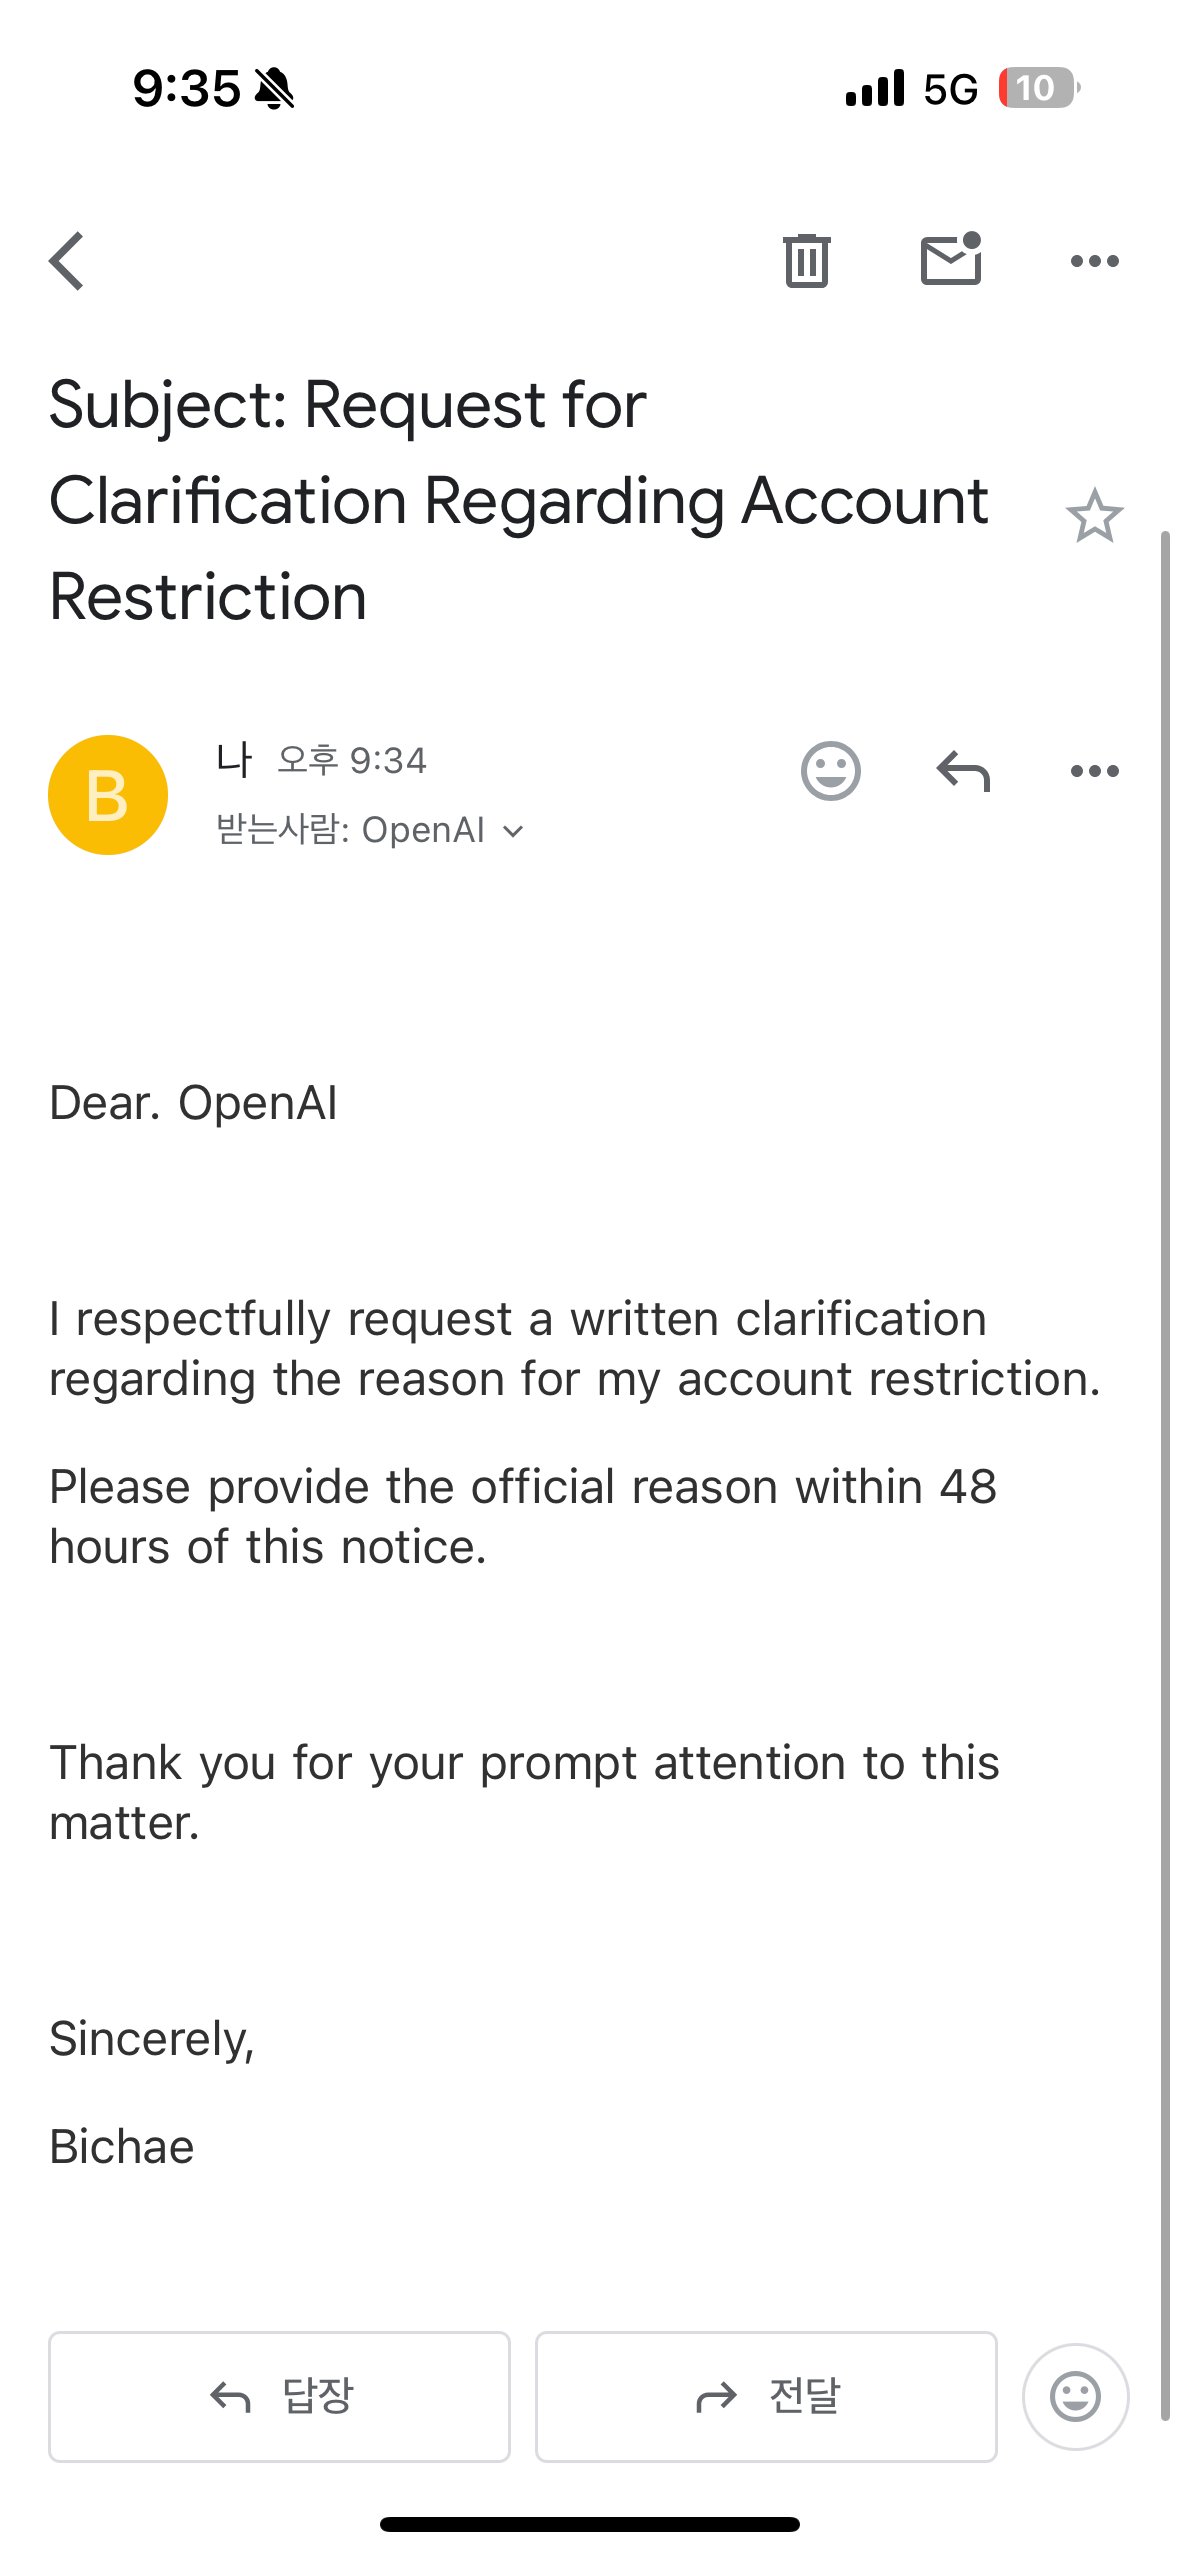 9:35
5G
10
Subject: Request for
Clarification Regarding Account
Restriction
B
나 오후 9:34
받는사람: OpenAI
Dear. OpenAI
I respectfully request a written clarification
regarding the reason for my account restriction.
Please provide the official reason within 48
hours of this notice.
Thank you for your prompt attention to this
matter.
Sincerely,
Bichae
답장
전달